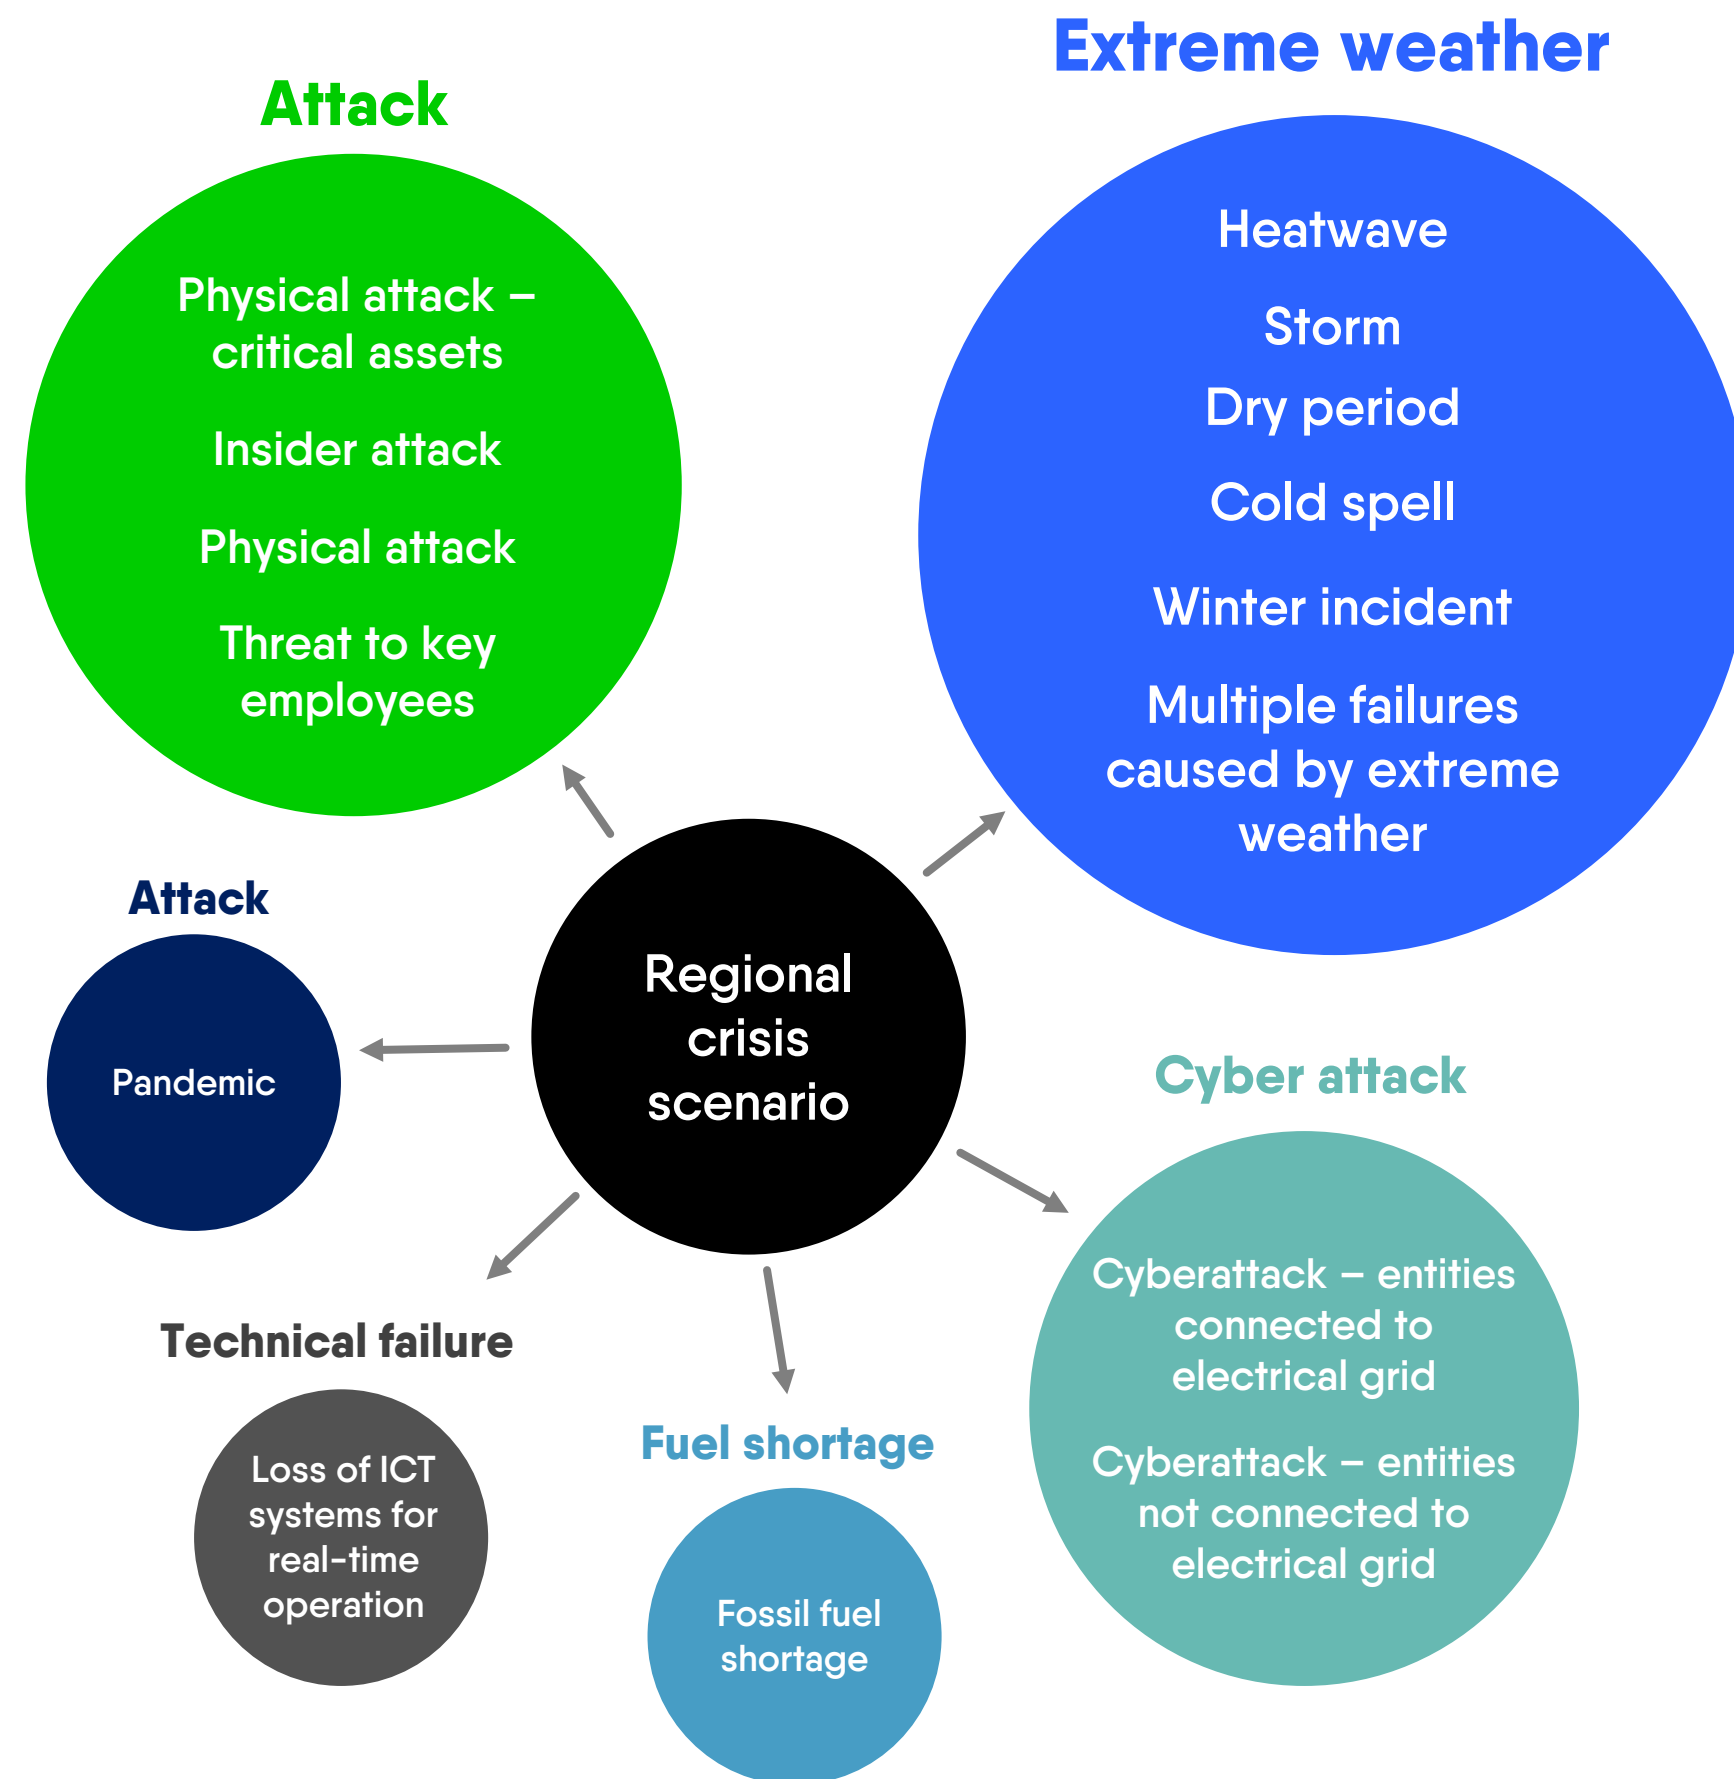 Extreme weather
Attack
Physical attack –
critical assets
Insider attack
Physical attack
Threat to key
employees
Heatwave
Storm
Dry period
Cold spell
Winter incident
Multiple failures
caused by extreme
weather
Attack
Pandemic
Regional
crisis
scenario
Cyber attack
Cyberattack – entities
connected to
electrical grid
Cyberattack – entities
not connected to
electrical grid
Technical failure
Loss of ICT
systems for
real-time
operation
Fuel shortage
Fossil fuel
shortage